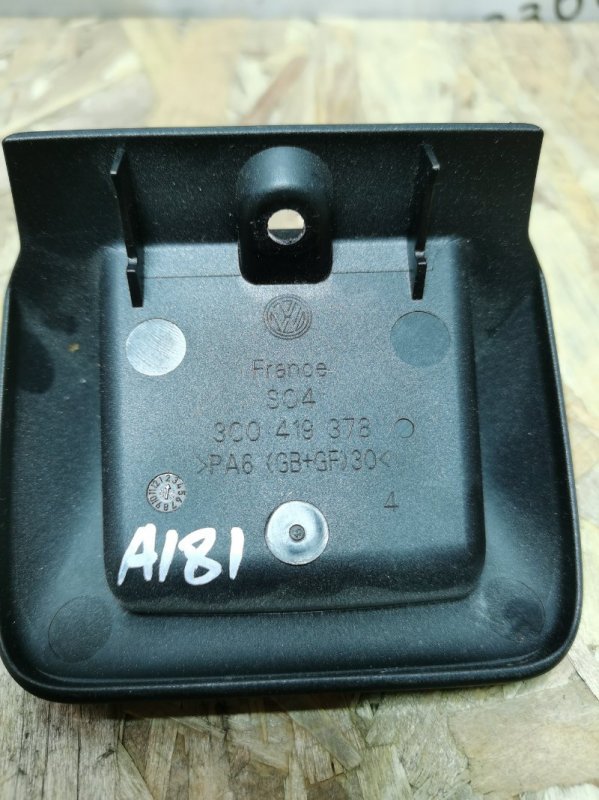 France
SO4
3C0 419 378
>PA6 (GB+GF)30<
4
A181